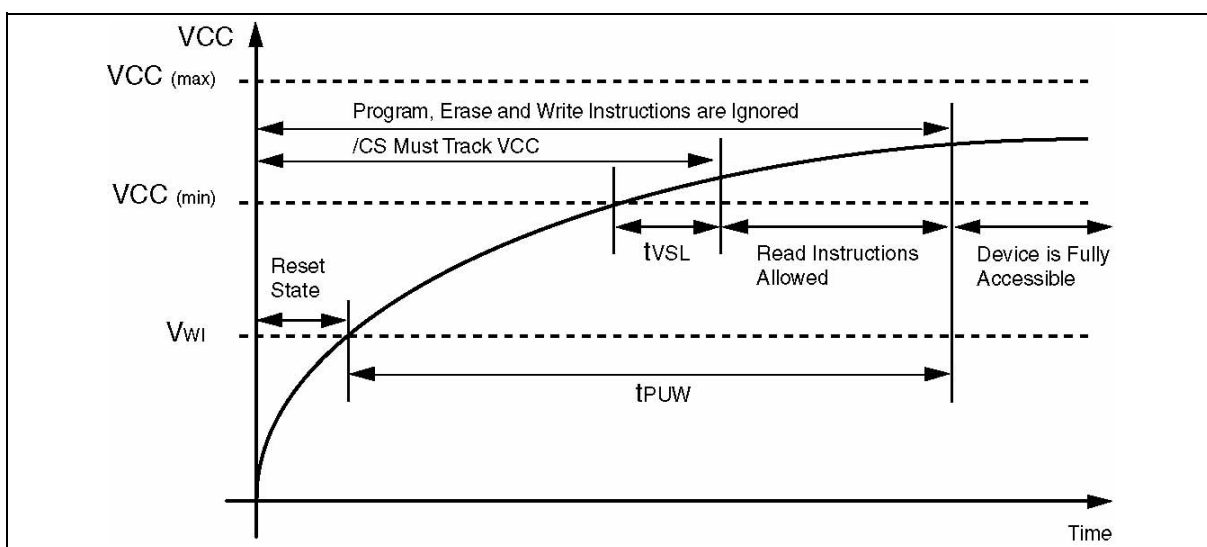 VCC
VCC (max)
Program, Erase and Write Instructions are Ignored
/CS Must Track VCC
VCC (min)
tVSL
Read Instructions
Allowed
Device is Fully
Accessible
Reset
State
VWI
tPUW
Time